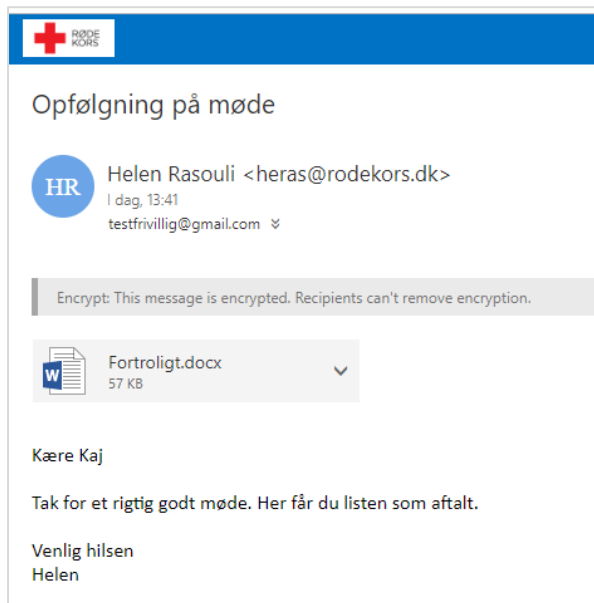 RØDE
KORS
Opfølgning på møde
HR
Helen Rasouli <heras@rodekors.dk>
I dag, 13:41
testfrivillig@gmail.com
Encrypt: This message is encrypted. Recipients can't remove encryption.
W
Fortroligt.docx
57 KB
Kære Kaj
Tak for et rigtig godt møde. Her får du listen som aftalt.
Venlig hilsen
Helen